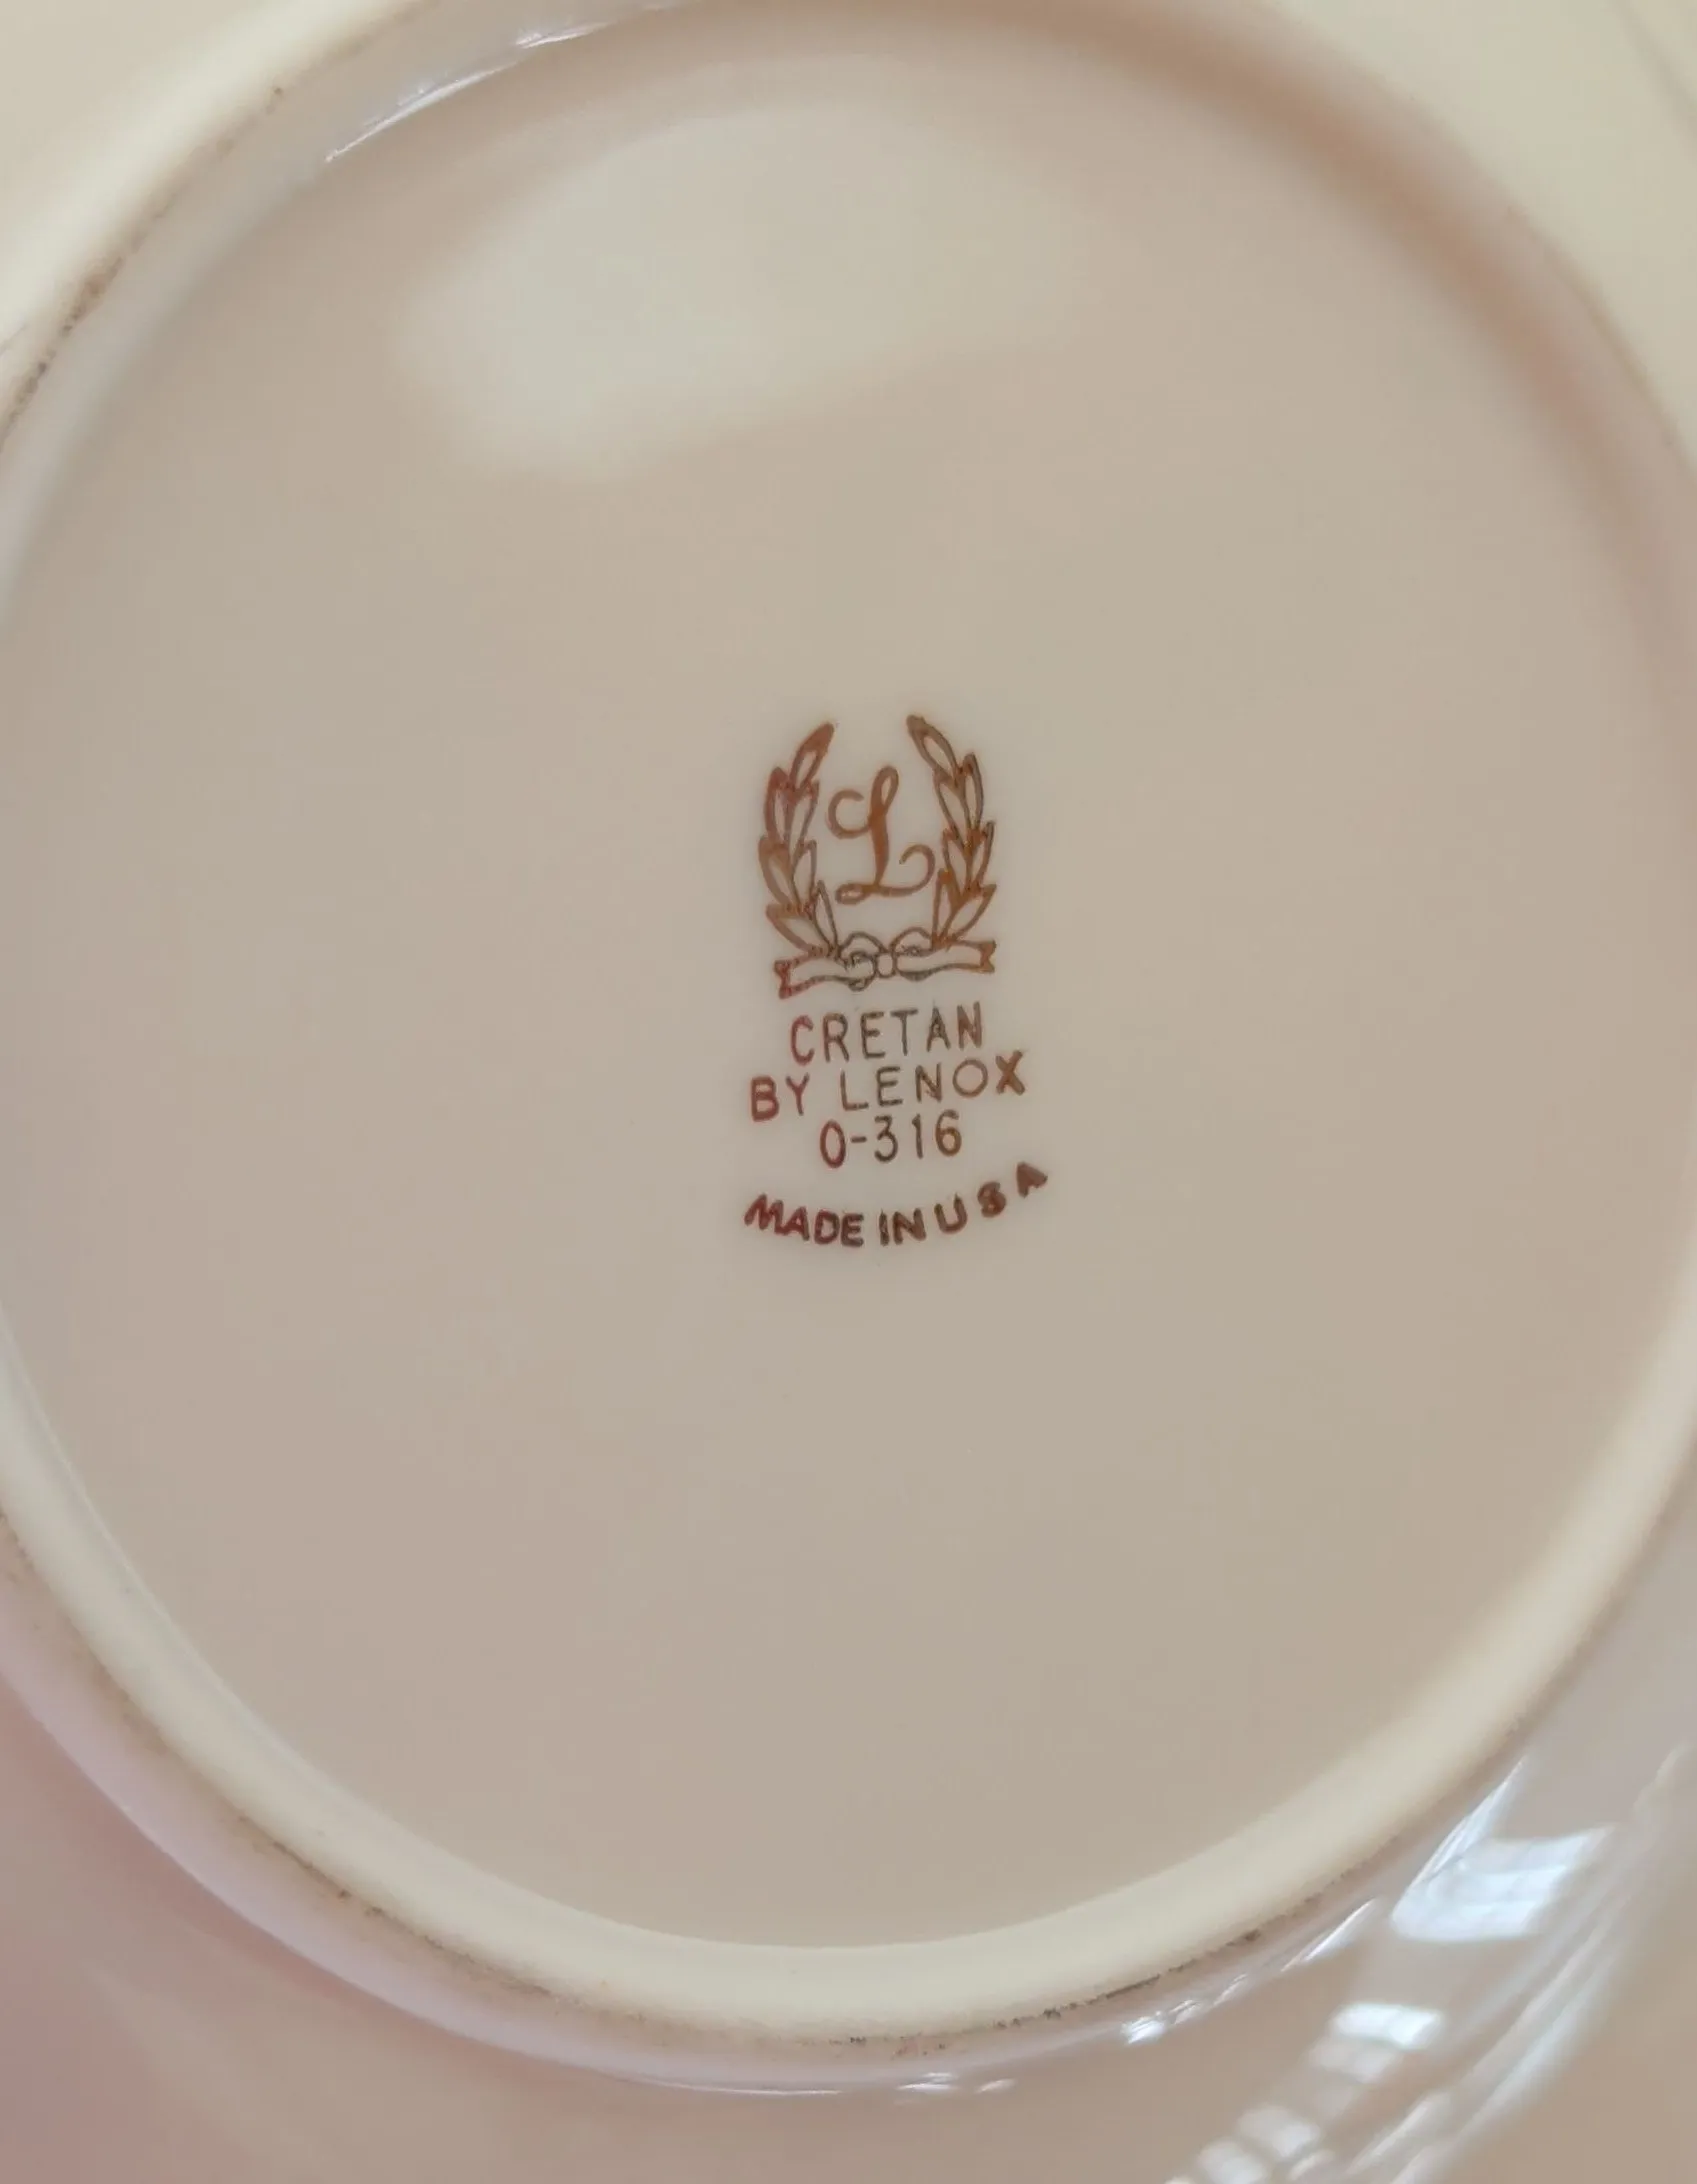 L
CRETAN
BY LENOX
0-316
MADE IN USA